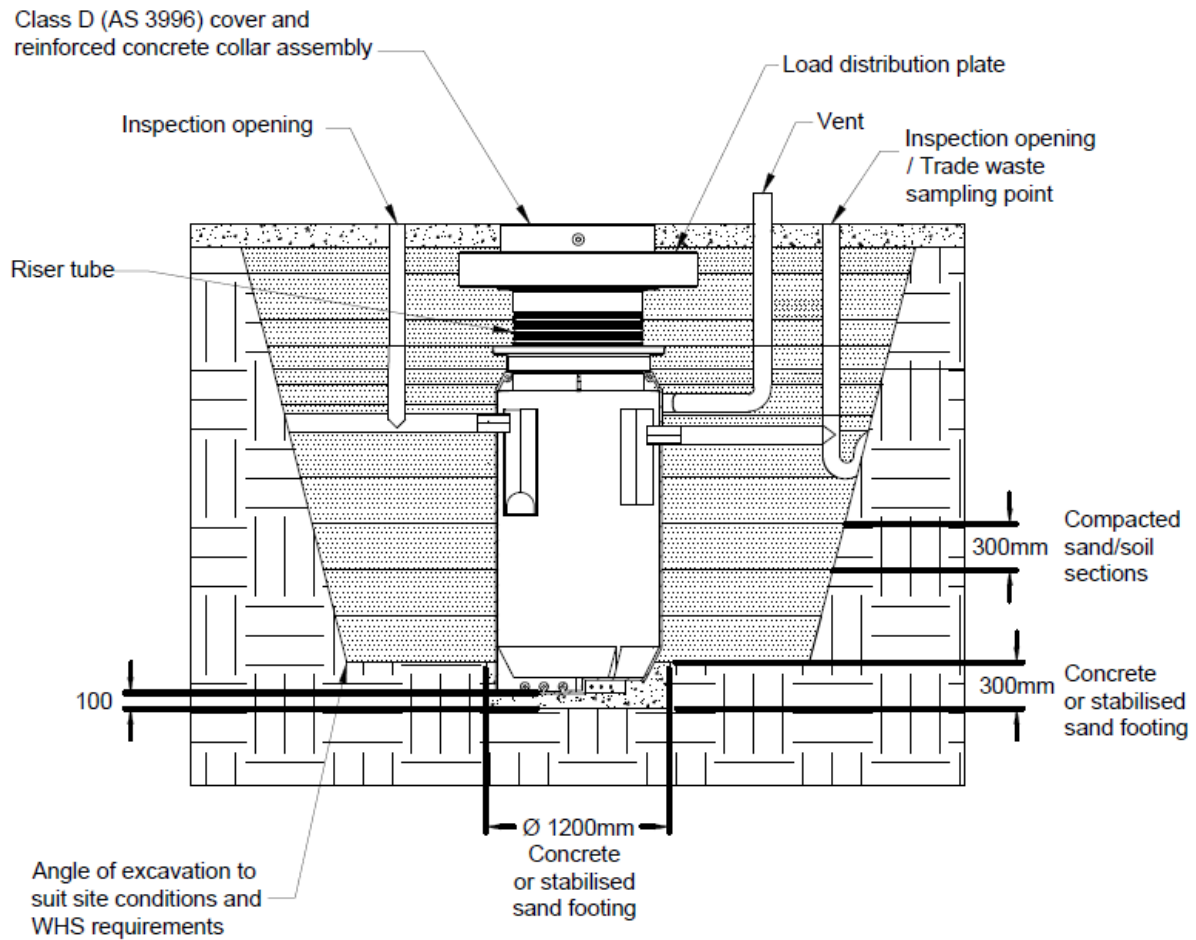 Class D (AS 3996) cover and
reinforced concrete collar assembly
Load distribution plate
Inspection opening
Vent
Inspection opening
/ Trade waste
sampling point
Riser tube
Compacted
sand/soil
sections
300mm
100
300mm
Concrete
or stabilised
sand footing
Ø 1200mm
Concrete
or stabilised
sand footing
Angle of excavation to
suit site conditions and
WHS requirements